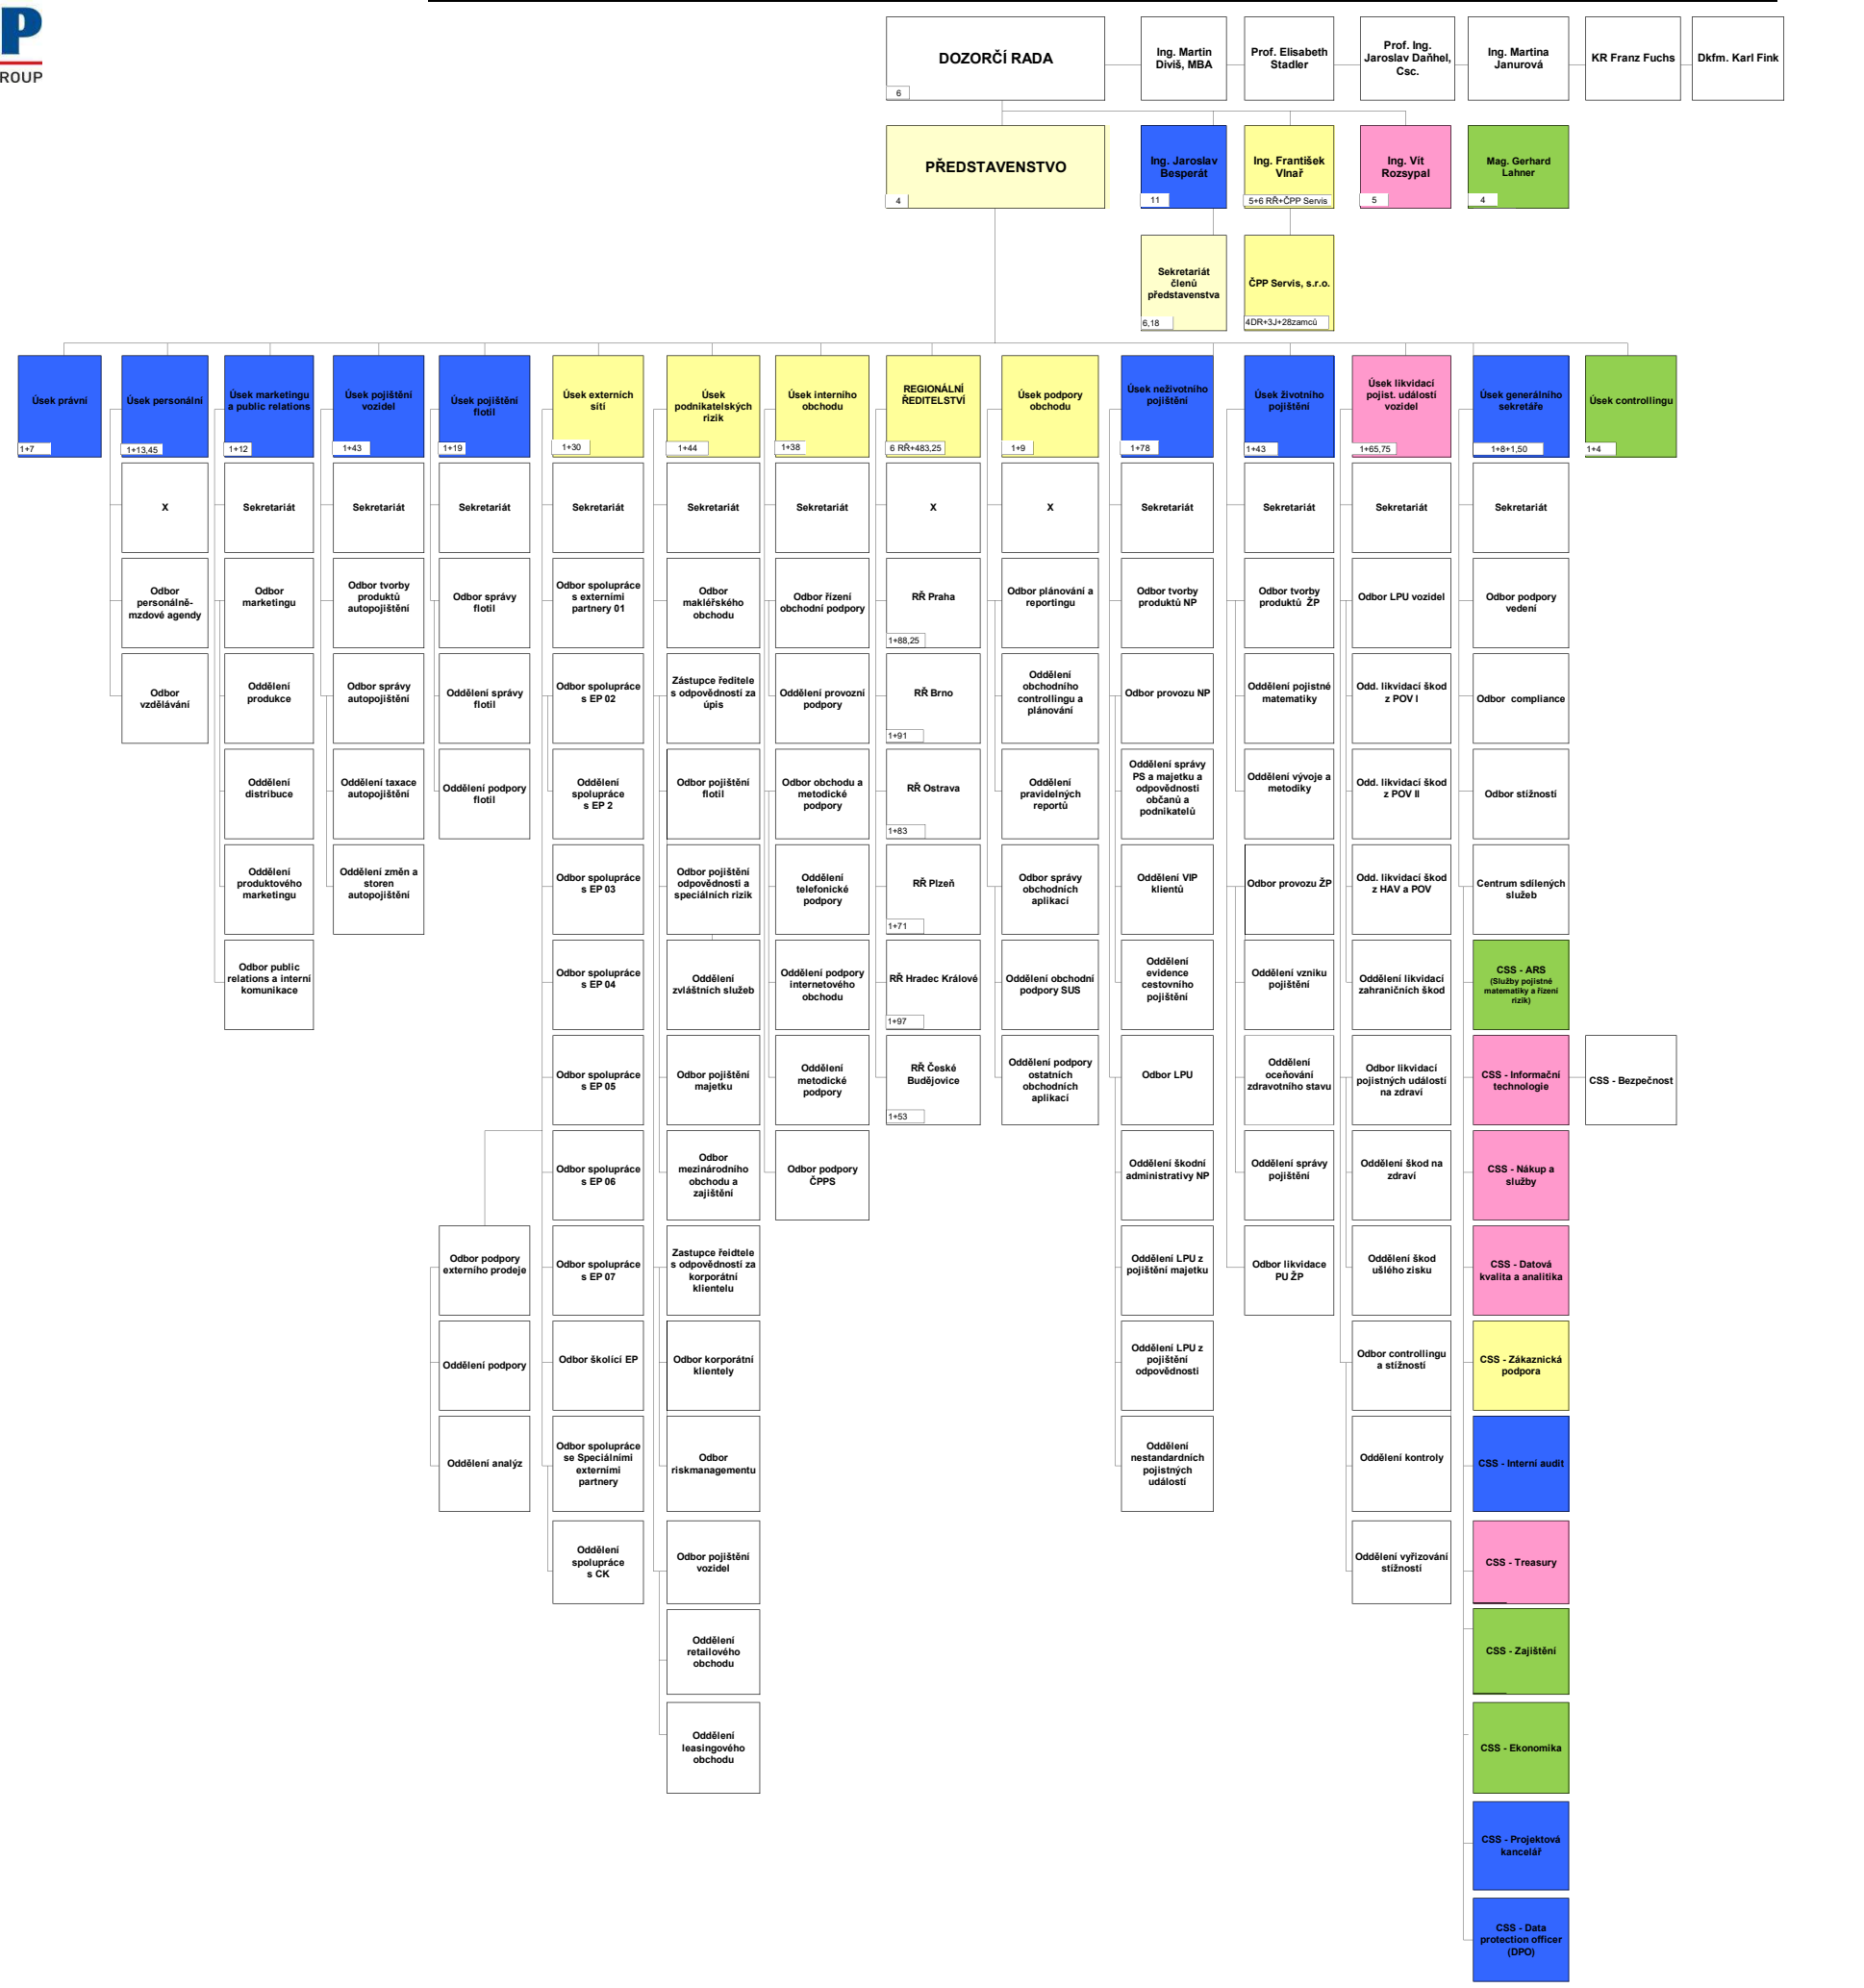 P
ROUP
DOZORČÍ RADA
6
Ing. Martin
Diviš, MBA
Prof. Elisabeth
Stadler
Prof. Ing.
Jaroslav Daňhel,
Csc.
Ing. Martina
Janurová
KR Franz Fuchs
Dkfm. Karl Fink
PŘEDSTAVENSTVO
4
Ing. Jaroslav
Besperát
11
Ing. František
Vlnař
5+6 RŘ+ČPP Servis
Ing. Vít
Rozsypal
5
Mag. Gerhard
Lahner
4
Sekretariát
členů
představenstva
6,18
ČPP Servis, s.r.o.
4DR+3J+28zamců
Úsek právní
1+7
Úsek personální
1+13,45
Úsek marketingu
a public relations
1+12
Úsek pojištění
vozidel
1+43
Úsek pojištění
flotil
1+19
Úsek externích
sítí
1+30
Úsek
podnikatelských
rizik
1+44
Úsek interního
obchodu
1+38
REGIONÁLNÍ
ŘEDITELSTVÍ
6 RŘ+483,25
Úsek podpory
obchodu
1+9
Úsek neživotního
pojištění
1+78
Úsek životního
pojištění
1+43
Úsek likvidací
pojist. událostí
vozidel
1+65,75
Úsek generálního
sekretáře
1+8+1,50
Úsek controllingu
1+4
X
Sekretariát
Sekretariát
Sekretariát
Sekretariát
Sekretariát
Sekretariát
X
X
Sekretariát
Sekretariát
Sekretariát
Sekretariát
Odbor
personálně-
mzdové agendy
Odbor
marketingu
Odbor tvorby
produktů
autopojištění
Odbor správy
flotil
Odbor spolupráce
s externími
partnery 01
Odbor
makléřského
obchodu
Odbor řízení
obchodní podpory
RŘ Praha
1+88,25
Odbor plánování a
reportingu
Odbor tvorby
produktů NP
Odbor tvorby
produktů ŽP
Odbor LPU vozidel
Odbor podpory
vedení
Odbor
vzdělávání
Oddělení
produkce
Odbor správy
autopojištění
Oddělení správy
flotil
Odbor spolupráce
s EP 02
Zástupce ředitele
s odpovědností za
úpis
Oddělení provozní
podpory
RŘ Brno
1+91
Oddělení
obchodního
controllingu a
plánování
Odbor provozu NP
Oddělení pojistné
matematiky
Odd. likvidací škod
z POV I
Odbor compliance
Oddělení
distribuce
Oddělení taxace
autopojištění
Oddělení podpory
flotil
Oddělení
spolupráce
s EP 2
Odbor pojištění
flotil
Odbor obchodu a
metodické
podpory
RŘ Ostrava
1+83
Oddělení
pravidelných
reportů
Oddělení správy
PS a majetku a
odpovědnosti
občanů a
podnikatelů
Oddělení vývoje a
metodiky
Odd. likvidací škod
z POV II
Odbor stížností
Oddělení
produktového
marketingu
Oddělení změn a
storen
autopojištění
Odbor spolupráce
s EP 03
Odbor pojištění
odpovědnosti a
speciálních rizik
Oddělení
telefonické
podpory
RŘ Plzeň
1+71
Odbor správy
obchodních
aplikací
Oddělení VIP
klientů
Odbor provozu ŽP
Odd. likvidací škod
z HAV a POV
Centrum sdílených
služeb
Odbor public
relations a interní
komunikace
Odbor spolupráce
s EP 04
Oddělení
zvláštních služeb
Oddělení podpory
internetového
obchodu
RŘ Hradec Králové
1+97
Oddělení obchodní
podpory SUS
Oddělení
evidence
cestovního
pojištění
Oddělení vzniku
pojištění
Oddělení likvidací
zahraničních škod
CSS - ARS
(Služby pojistné
matematiky a řízení
rizik)
Odbor spolupráce
s EP 05
Odbor pojištění
majetku
Oddělení
metodické
podpory
RŘ České
Budějovice
1+53
Oddělení podpory
ostatních
obchodních
aplikací
Odbor LPU
Oddělení
oceňování
zdravotního stavu
Odbor likvidací
pojistných událostí
na zdraví
CSS - Informační
technologie
CSS - Bezpečnost
Odbor spolupráce
s EP 06
Odbor
mezinárodního
obchodu a
zajištění
Odbor podpory
ČPPS
Oddělení škodní
administrativy NP
Oddělení správy
pojištění
Oddělení škod na
zdraví
CSS - Nákup a
služby
Odbor podpory
externího prodeje
Odbor spolupráce
s EP 07
Zastupce řeidtele
s odpovědností za
korporátní
klientelu
Oddělení LPU z
pojištění majetku
Odbor likvidace
PU ŽP
Oddělení škod
ušlého zisku
CSS - Datová
kvalita a analitika
Oddělení podpory
Odbor školící EP
Odbor korporátní
klientely
Oddělení LPU z
pojištění
odpovědnosti
Odbor controllingu
a stížností
CSS - Zákaznická
podpora
Oddělení analýz
Odbor spolupráce
se Speciálními
externími
partnery
Odbor
riskmanagementu
Oddělení
nestandardních
pojistných
událostí
Oddělení kontroly
CSS - Interní audit
Oddělení
spolupráce
s CK
Odbor pojištění
vozidel
Oddělení vyřizování
stížností
CSS - Treasury
Oddělení
retailového
obchodu
CSS - Zajištění
Oddělení
leasingového
obchodu
CSS - Ekonomika
CSS - Projektová
kancelář
CSS - Data
protection officer
(DPO)